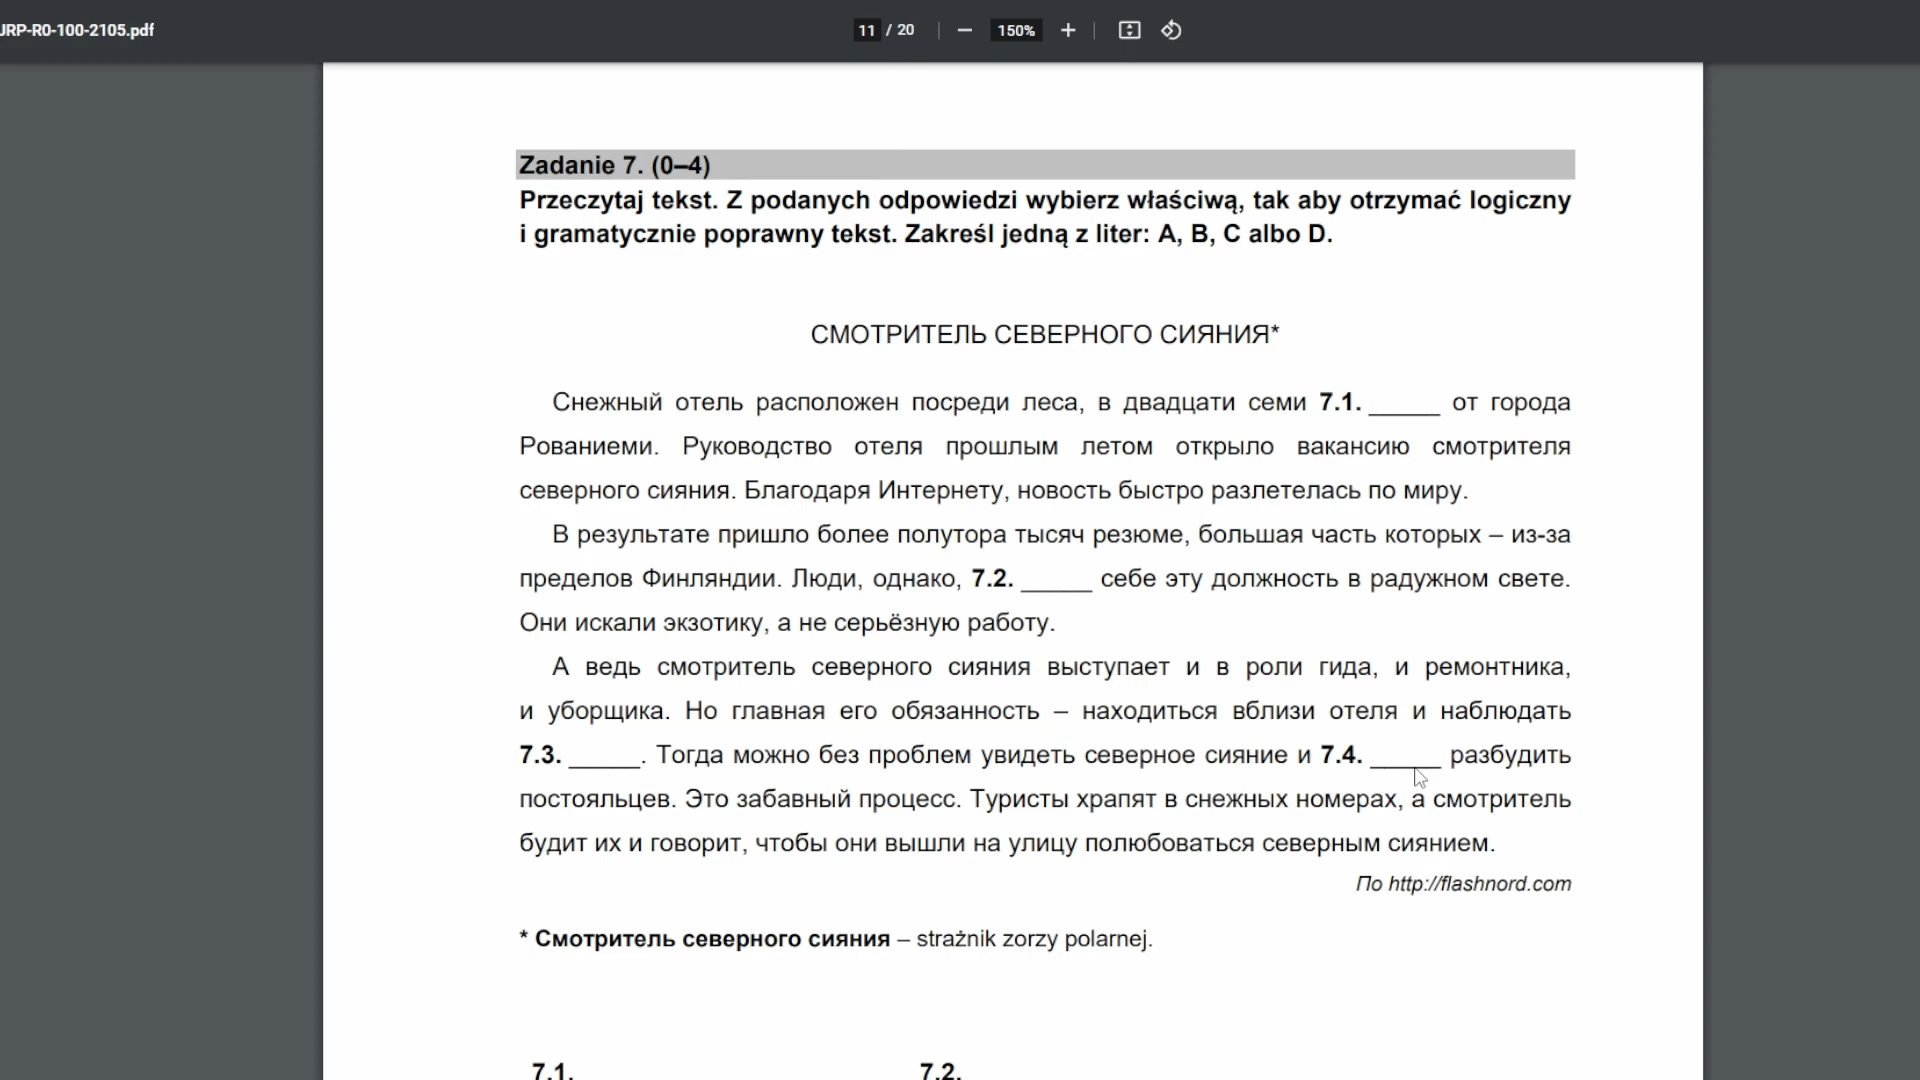 JRP-R0-100-2105.pdf
11 / 20
150%
Zadanie 7. (0–4)
Przeczytaj tekst. Z podanych odpowiedzi wybierz właściwą, tak aby otrzymać logiczny
i gramatycznie poprawny tekst. Zakreśl jedną z liter: A, B, C albo D.
СМОТРИТЕЛЬ СЕВЕРНОГО СИЯНИЯ*
Снежный отель расположен посреди леса, в двадцати семи 7.1. _____ от города
Рованиеми. Руководство отеля прошлым летом открыло вакансию смотрителя
северного сияния. Благодаря Интернету, новость быстро разлетелась по миру.
В результате пришло более полутора тысяч резюме, большая часть которых – из-за
пределов Финляндии. Люди, однако, 7.2. _____ себе эту должность в радужном свете.
Они искали экзотику, а не серьёзную работу.
А ведь смотритель северного сияния выступает и в роли гида, и ремонтника,
и уборщика. Но главная его обязанность – находиться вблизи отеля и наблюдать
7.3. _____. Тогда можно без проблем увидеть северное сияние и 7.4. _____ разбудить
постояльцев. Это забавный процесс. Туристы храпят в снежных номерах, а смотритель
будит их и говорит, чтобы они вышли на улицу полюбоваться северным сиянием.
По http://flashnord.com
* Смотритель северного сияния – strażnik zorzy polarnej.
7.1. 7.2.